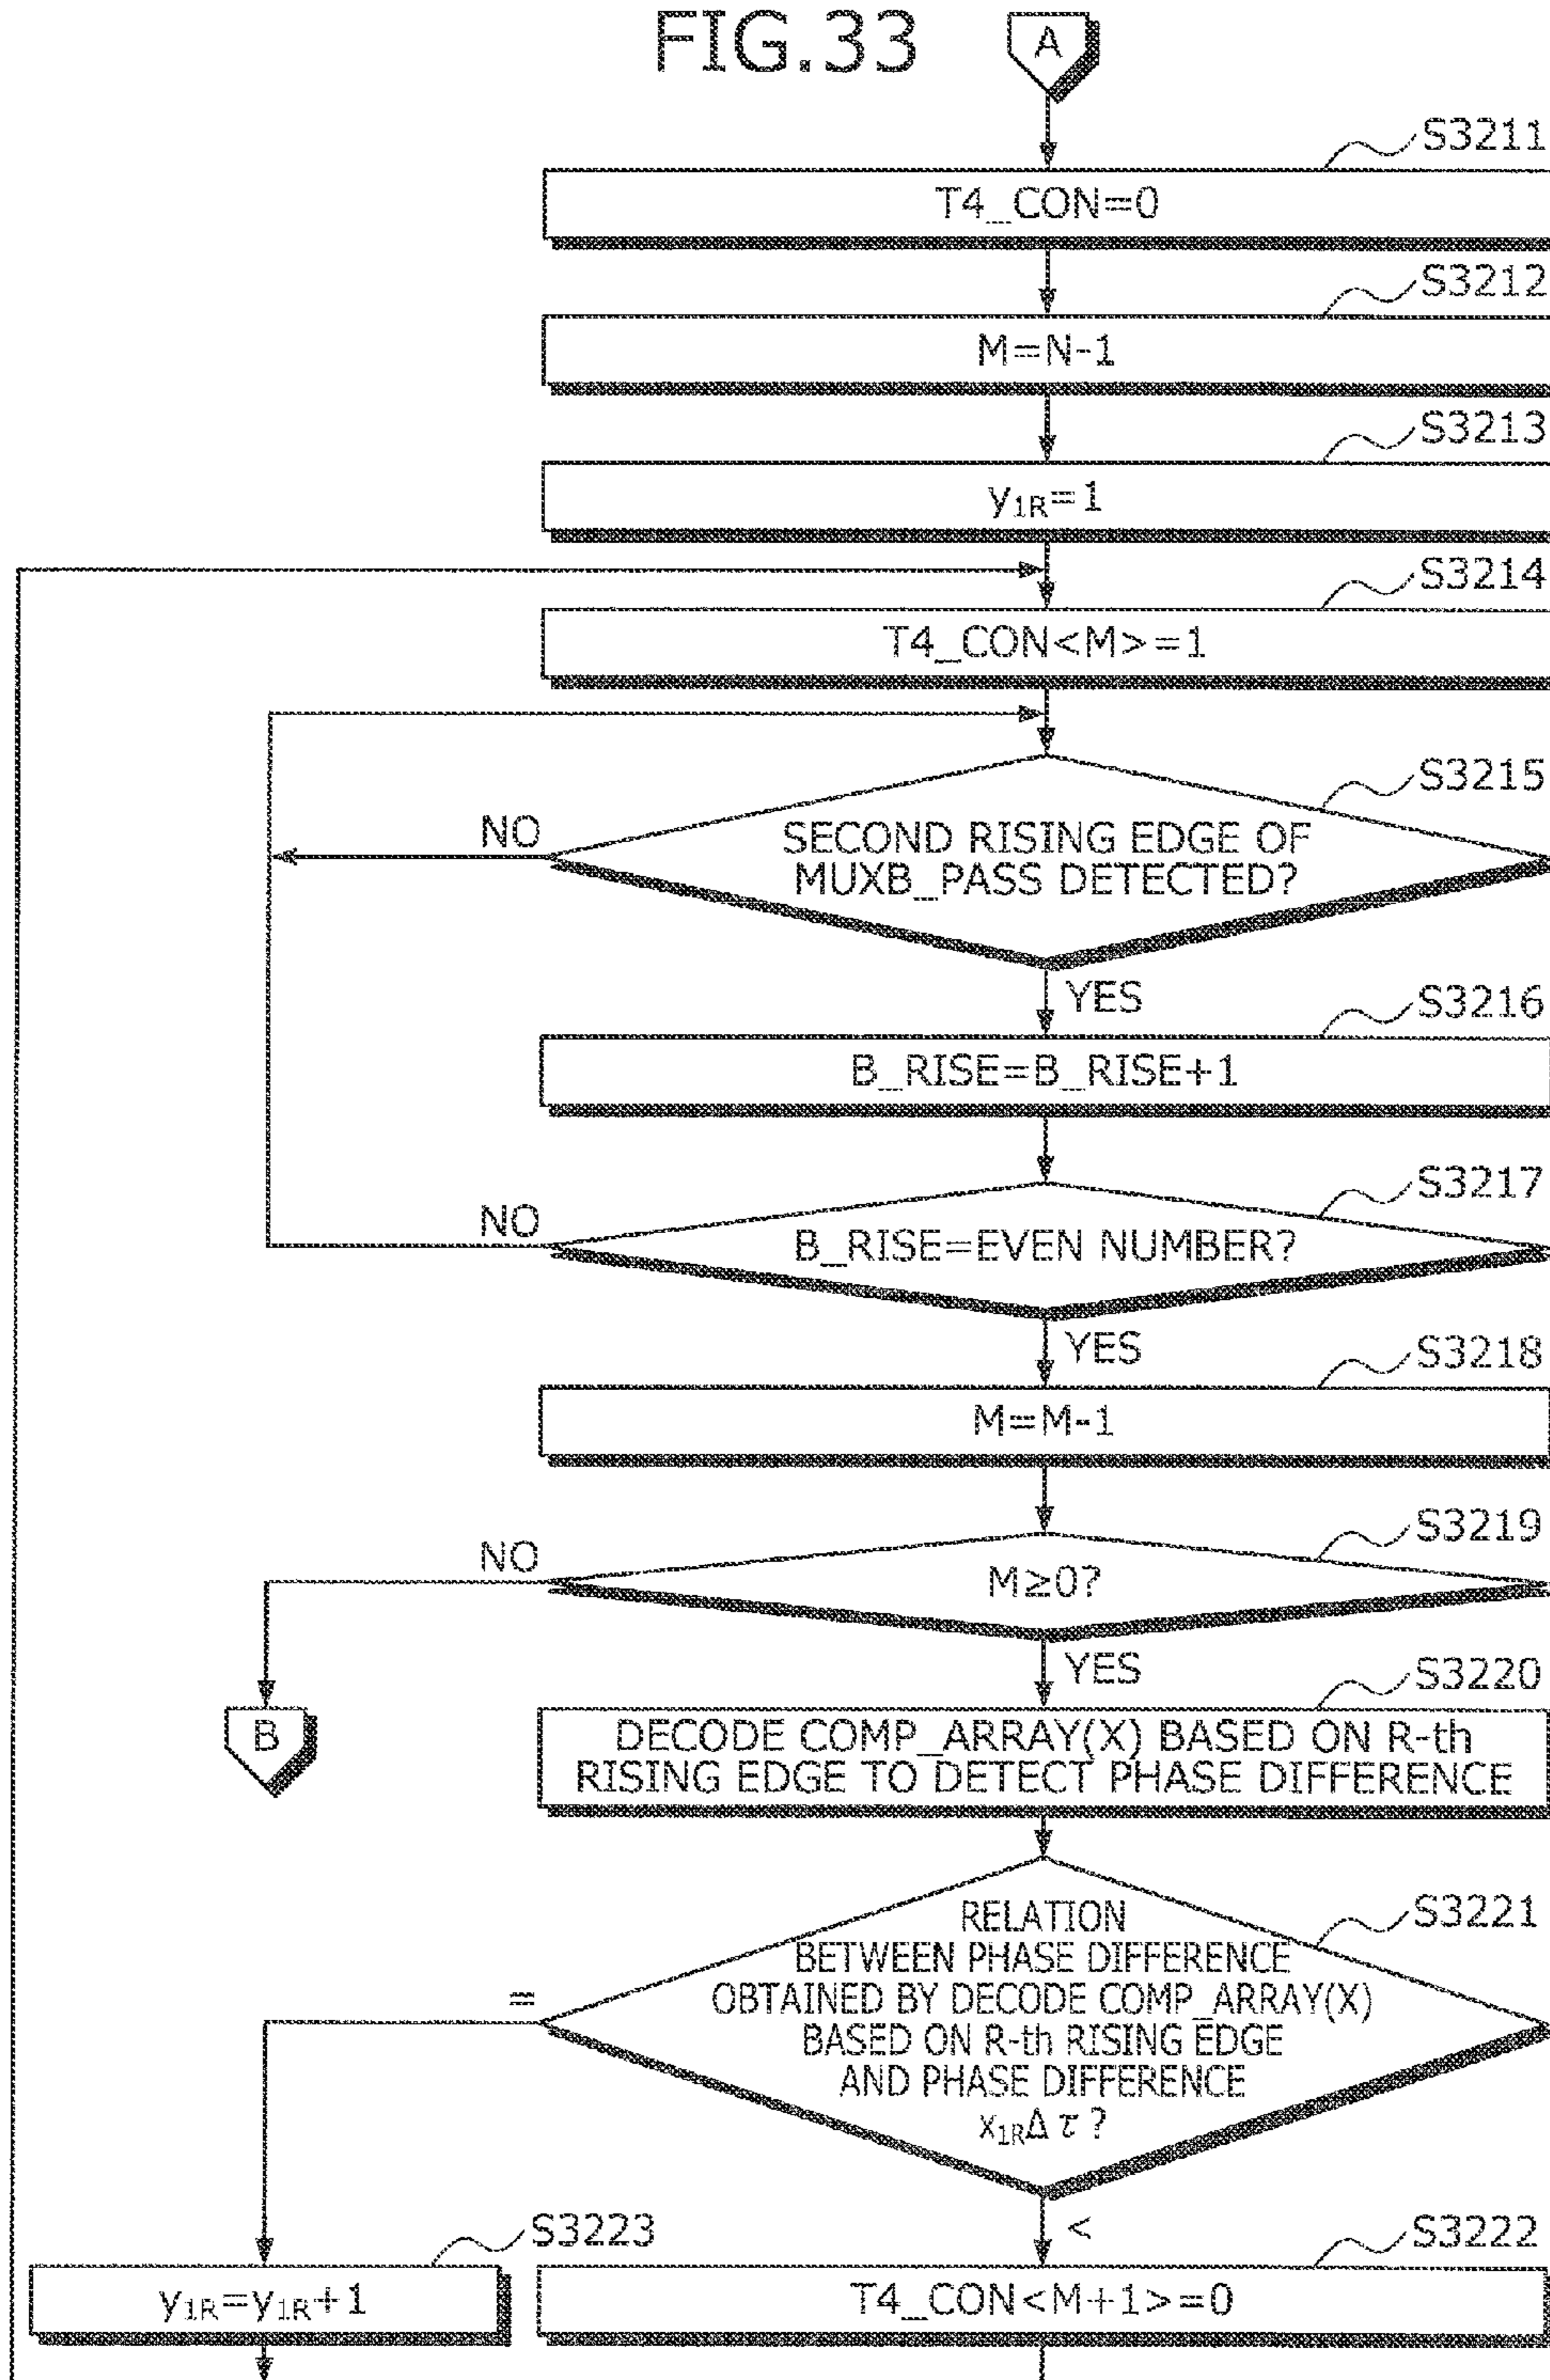 FIG.33
A
S3211
T4_CON=0
S3212
M=N-1
S3213
y1R=1
S3214
T4_CON<M>=1
S3215
NO
SECOND RISING EDGE OF
MUXB_PASS DETECTED?
YES
S3216
B_RISE=B_RISE+1
S3217
NO
B_RISE=EVEN NUMBER?
YES
S3218
M=M-1
S3219
NO
M≥0?
YES
S3220
B
DECODE COMP_ARRAY(X) BASED ON R-th
RISING EDGE TO DETECT PHASE DIFFERENCE
S3221
RELATION
BETWEEN PHASE DIFFERENCE
=
OBTAINED BY DECODE COMP_ARRAY(X)
BASED ON R-th RISING EDGE
AND PHASE DIFFERENCE
x1RΔτ?
<
S3223
S3222
y1R=y1R+1
T4_CON<M+1>=0